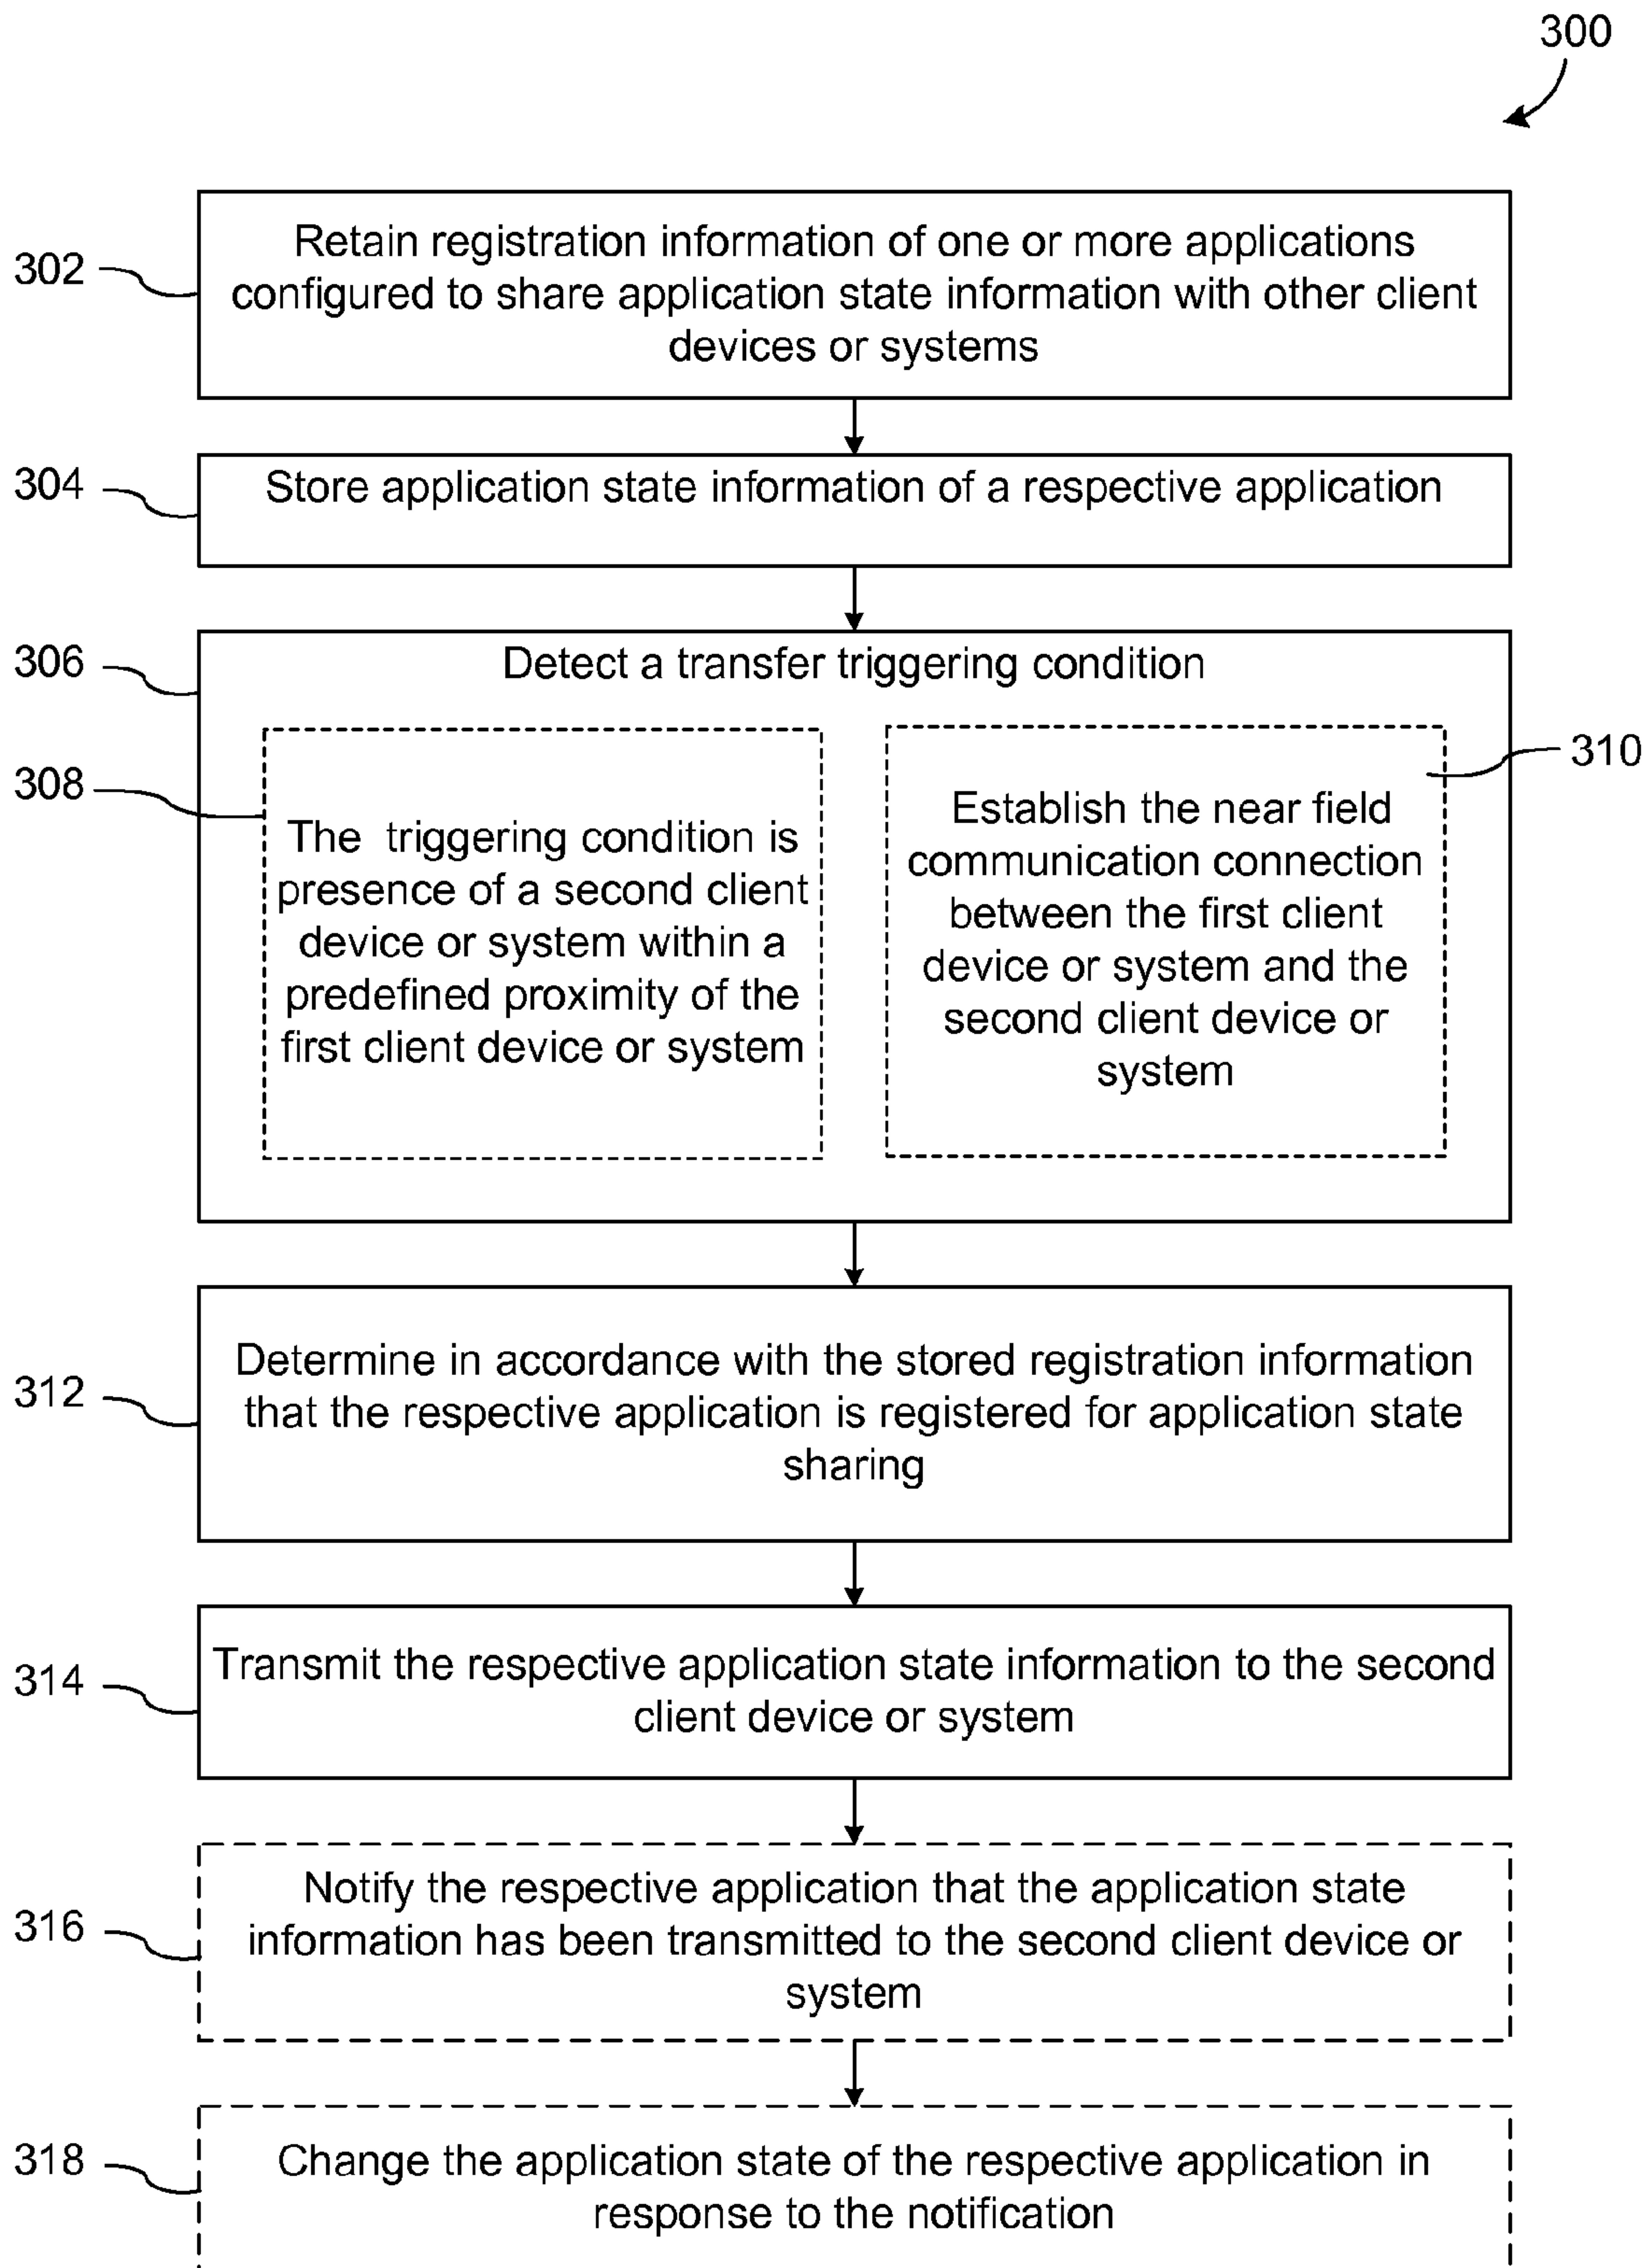 300
302
Retain registration information of one or more applications
configured to share application state information with other client
devices or systems
304
Store application state information of a respective application
306
Detect a transfer triggering condition
308
The triggering condition is
presence of a second client
device or system within a
predefined proximity of the
first client device or system
310
Establish the near field
communication connection
between the first client
device or system and the
second client device or
system
312
Determine in accordance with the stored registration information
that the respective application is registered for application state
sharing
314
Transmit the respective application state information to the second
client device or system
316
Notify the respective application that the application state
information has been transmitted to the second client device or
system
318
Change the application state of the respective application in
response to the notification